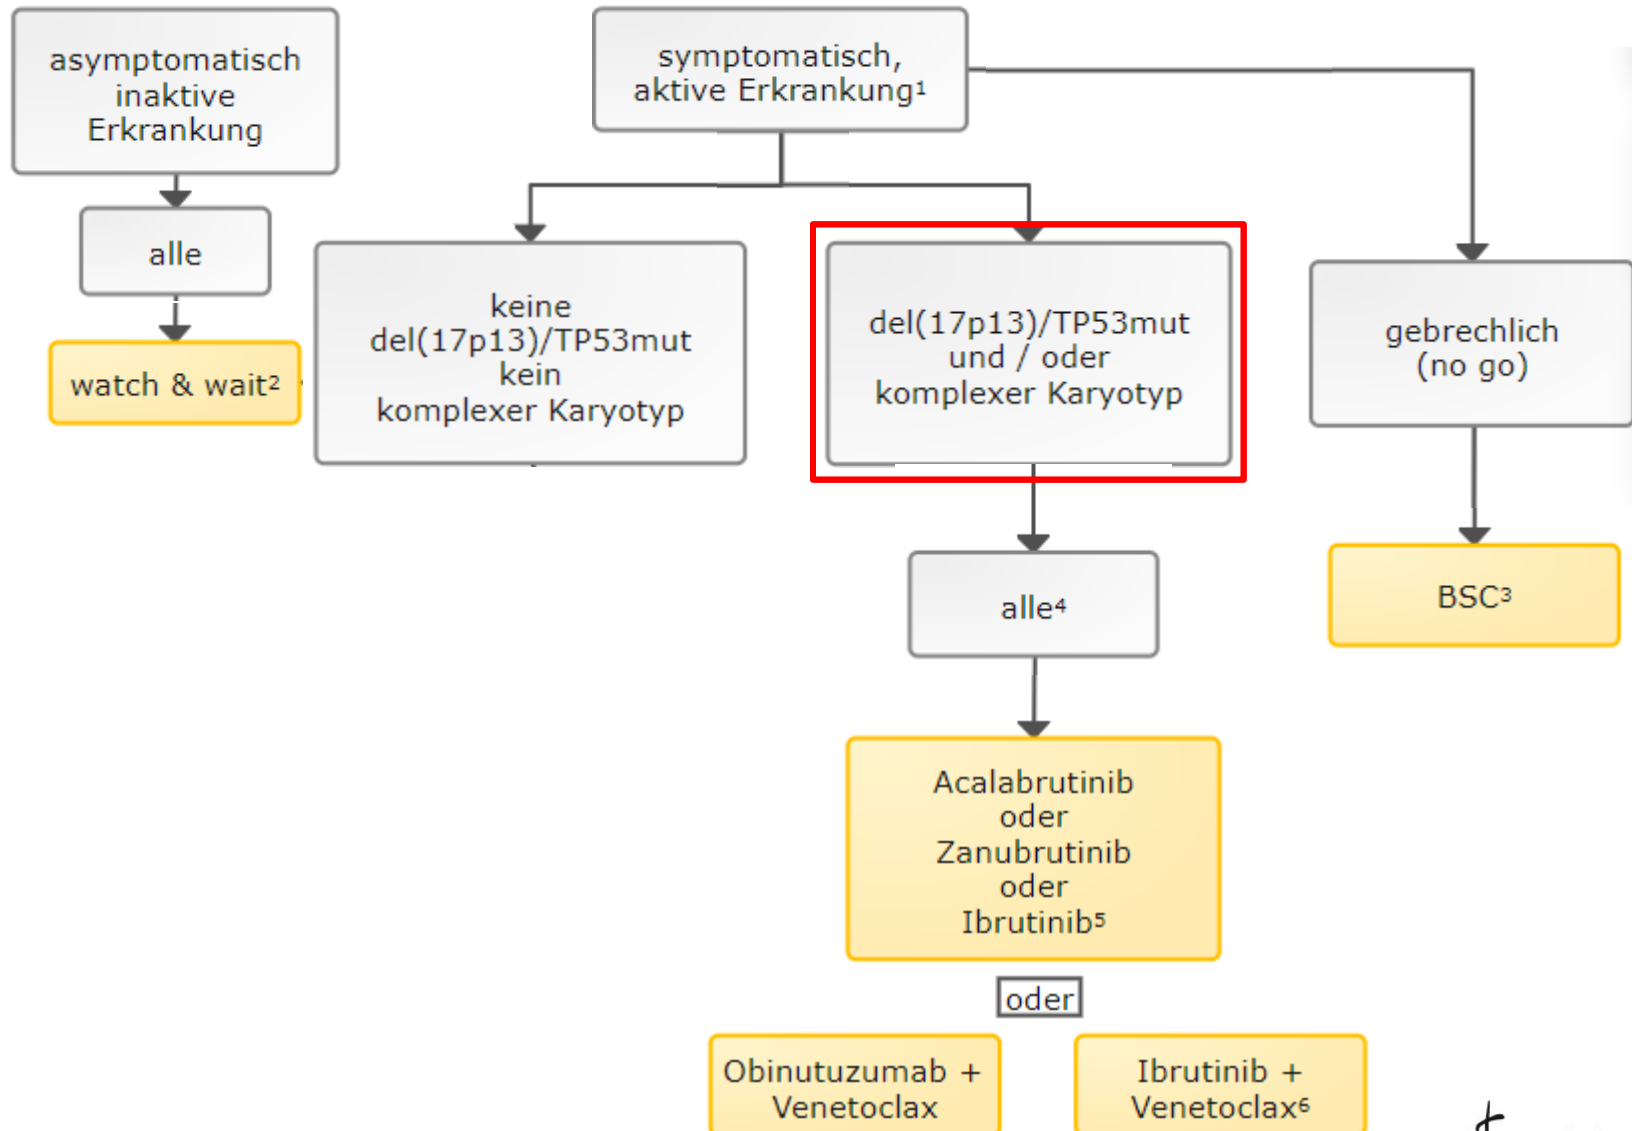 asymptomatisch
inaktive
Erkrankung
alle
watch & wait²
symptomatisch,
aktive Erkrankung¹
keine
del(17p13)/TP53mut
kein
komplexer Karyotyp
del(17p13)/TP53mut
und / oder
komplexer Karyotyp
alle⁴
Acalabrutinib
oder
Zanubrutinib
oder
Ibrutinib⁵
oder
Obinutuzumab +
Venetoclax
Ibrutinib +
Venetoclax⁶
gebrechlich
(no go)
BSC³